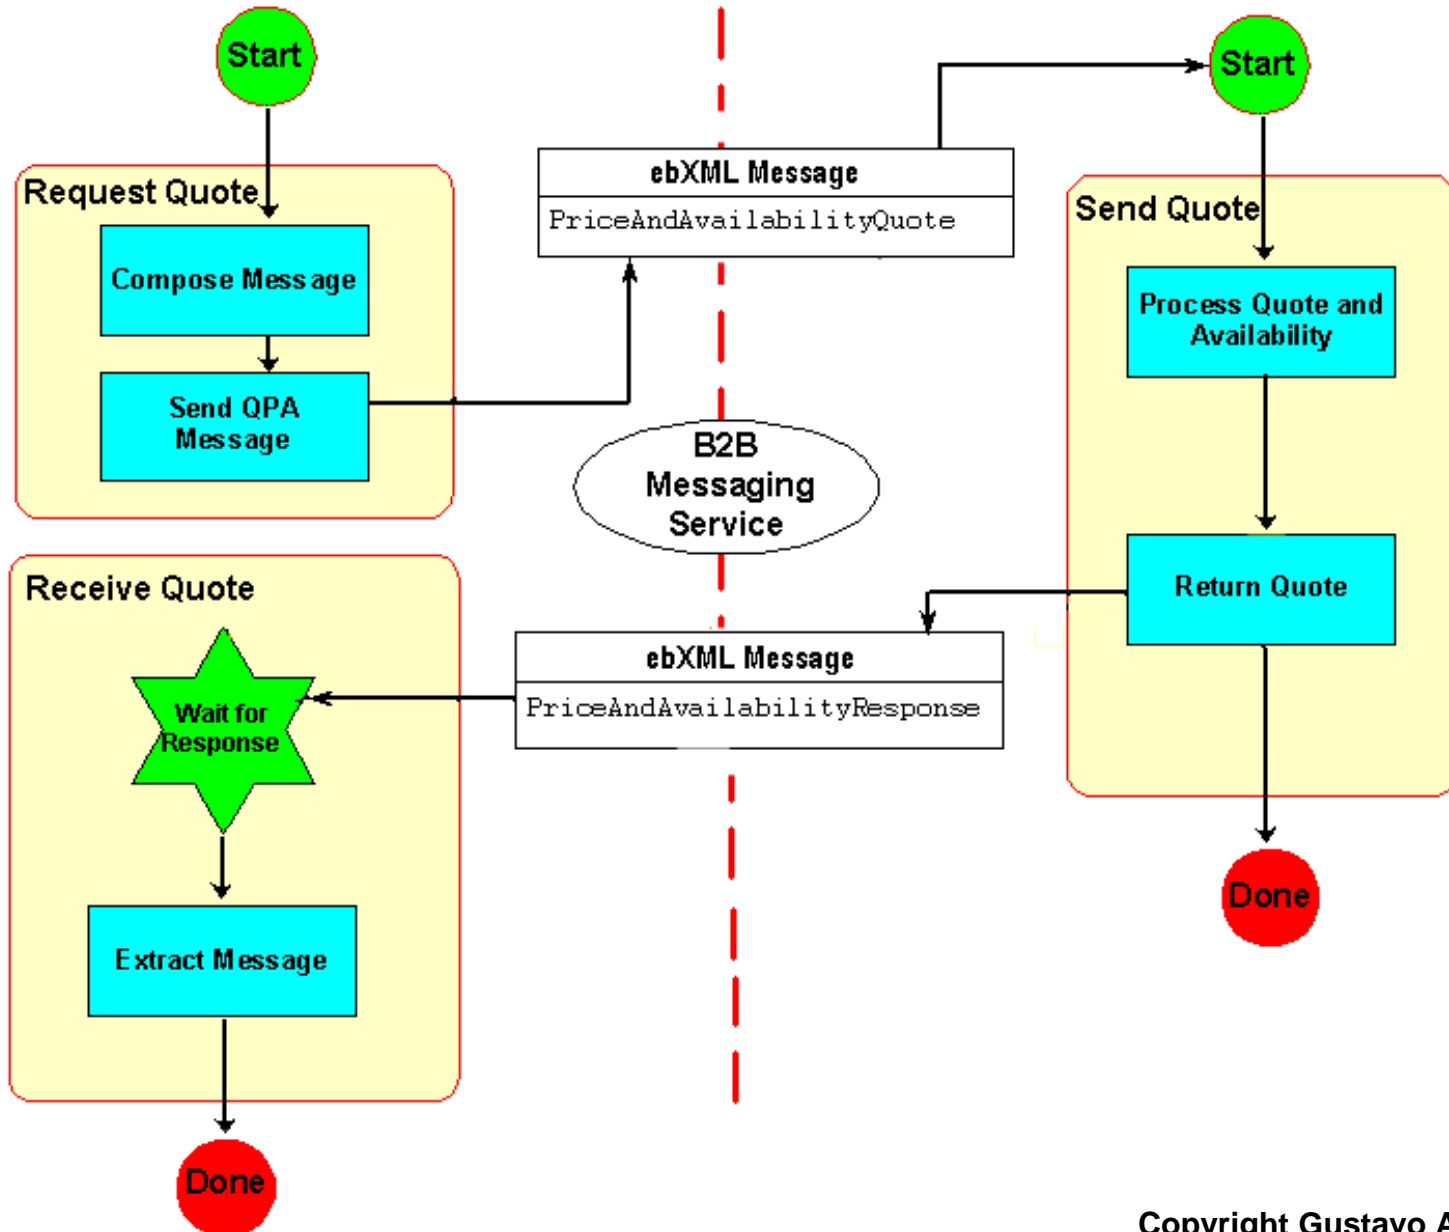 Start
Start
ebXML Message
PriceAndAvailabilityQuote
Request Quote
Send Quote
Compose Message
Process Quote and
Availability
Send QPA
Message
B2B
Messaging
Service
Receive Quote
Return Quote
ebXML Message
PriceAndAvailabilityResponse
Wait for
Response
Done
Extract Message
Done
Copyright Gustavo A